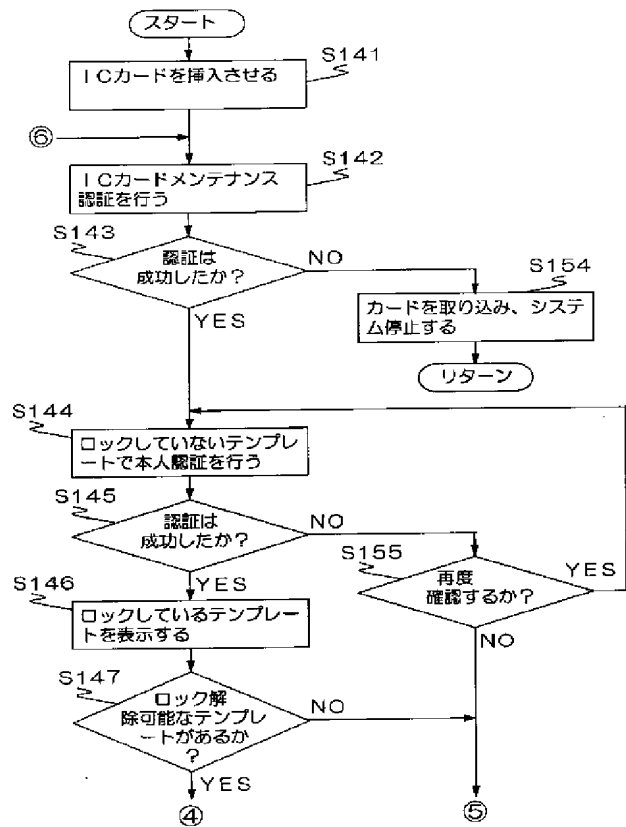 スタート
S141
ICカードを挿入させる
⑥
S142
ICカードメンテナンス
認証を行う
S143
認証は
成功したか?
NO
YES
S154
カードを取り込み、システ
ム停止する
リターン
S144
ロックしていないテンプレ
ートで本人認証を行う
S145
認証は
成功したか?
NO
YES
S155
再度
確認するか?
YES
NO
S146
ロックしているテンプレー
トを表示する
S147
ロック解
除可能なテンプレ
ートがあるか
?
NO
YES
④
⑤